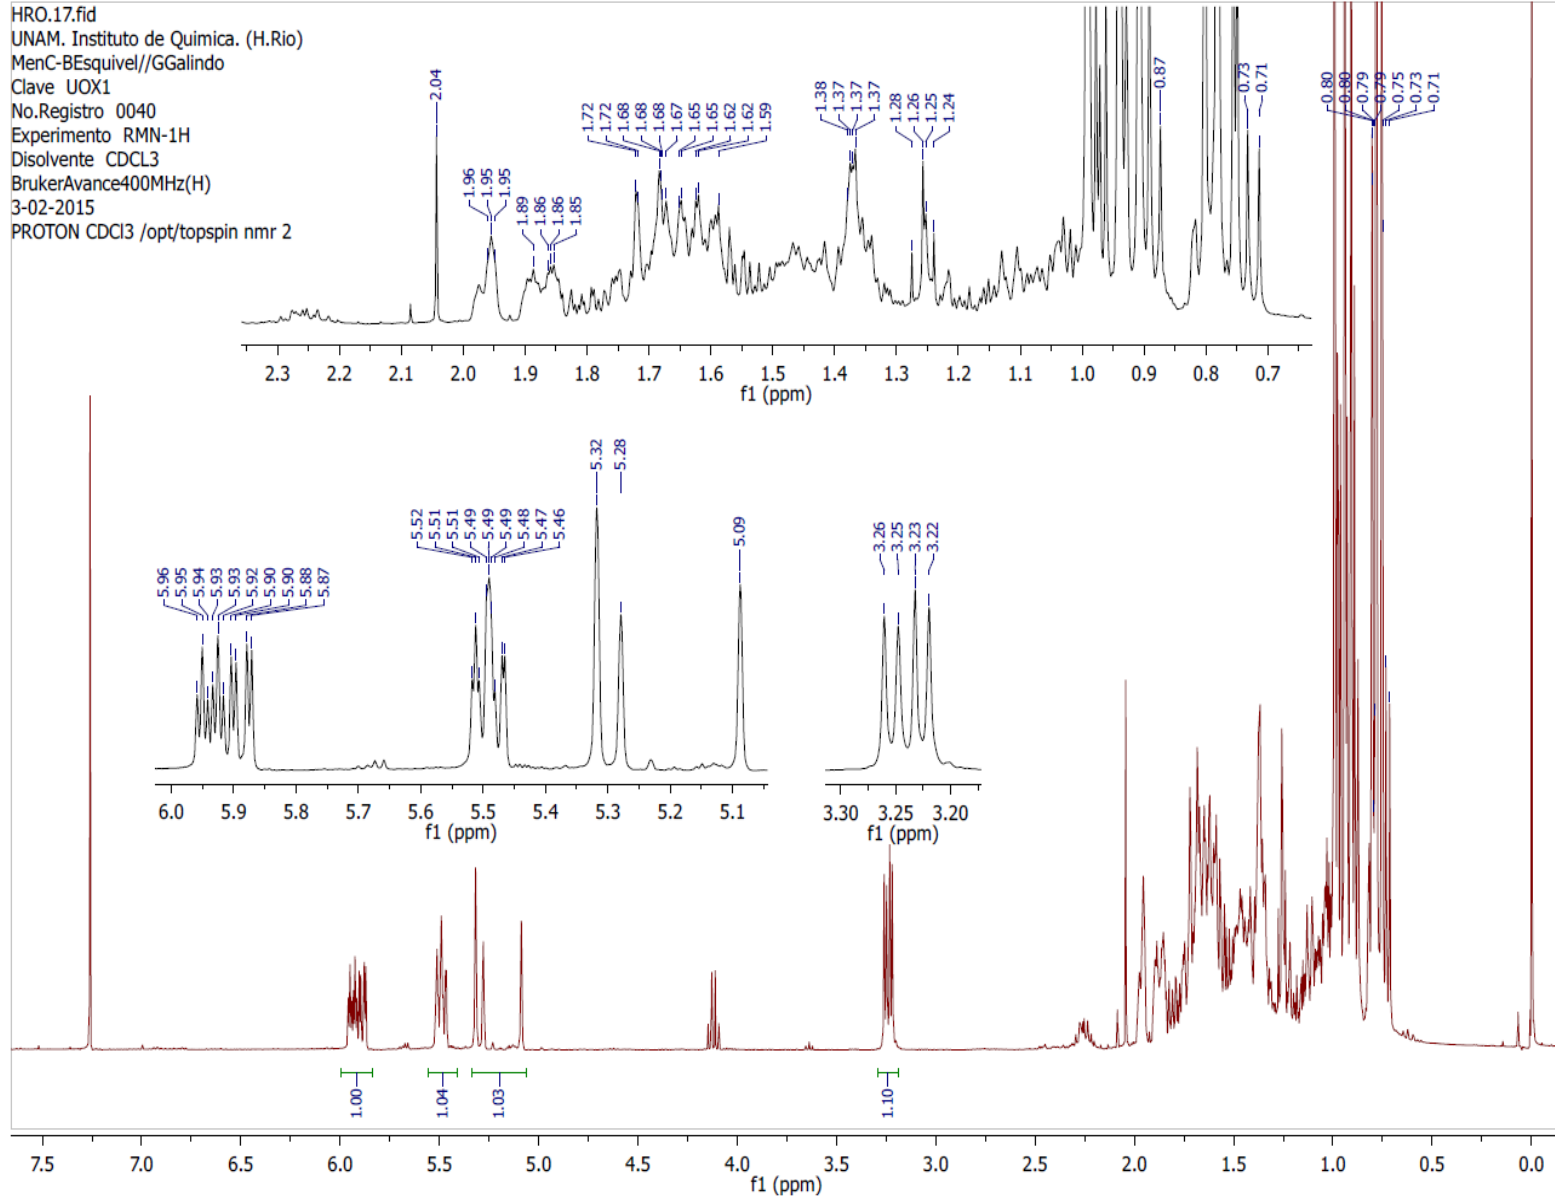 HRO.17.fid
UNAM. Instituto de Quimica. (H.Rio)
MenC-BEsquivel//GGalindo
Clave UOX1
No.Registro 0040
Experimento RMN-1H
Disolvente CDCL3
BrukerAvance400MHz(H)
3-02-2015
PROTON CDCl3 /opt/topspin nmr 2
2.04
1.96 1.95 1.95 1.89 1.86 1.86 1.85
1.72 1.72 1.68 1.68 1.68 1.67 1.65 1.65 1.62 1.62 1.59
1.38 1.37 1.37 1.37
1.28 1.26 1.25 1.24
0.87
0.73 0.71
0.80 0.80 0.79 0.79 0.75 0.73 0.71
2.3 2.2 2.1 2.0 1.9 1.8 1.7 1.6 1.5 1.4 1.3 1.2 1.1 1.0 0.9 0.8 0.7
f1 (ppm)
5.96 5.95 5.94 5.93 5.93 5.92 5.90 5.90 5.88 5.87
5.52 5.51 5.51 5.49 5.49 5.49 5.48 5.47 5.46
5.32 5.28
5.09
3.26 3.25 3.23 3.22
6.0 5.9 5.8 5.7 5.6 5.5 5.4 5.3 5.2 5.1
f1 (ppm)
3.30 3.25 3.20
f1 (ppm)
1.00 1.04 1.03 1.10
7.5 7.0 6.5 6.0 5.5 5.0 4.5 4.0 3.5 3.0 2.5 2.0 1.5 1.0 0.5 0.0
f1 (ppm)